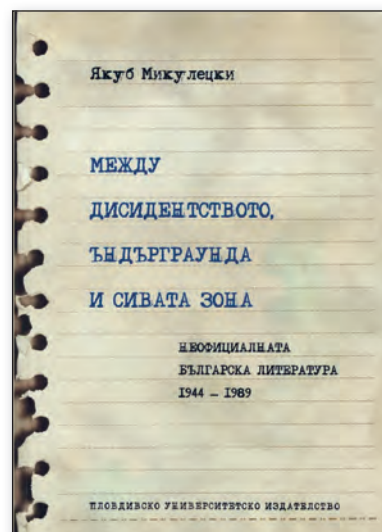 Якуб Микулецки
МЕЖДУ
ДИСИДЕНТСТВОТО,
ЪНДЪРГРАУНДА
И СИВАТА ЗОНА
НЕОФИЦИАЛНАТА
БЪЛГАРСКА ЛИТЕРАТУРА
1944 – 1989
ПЛОВДИВСКО УНИВЕРСИТЕТСКО ИЗДАТЕЛСТВО